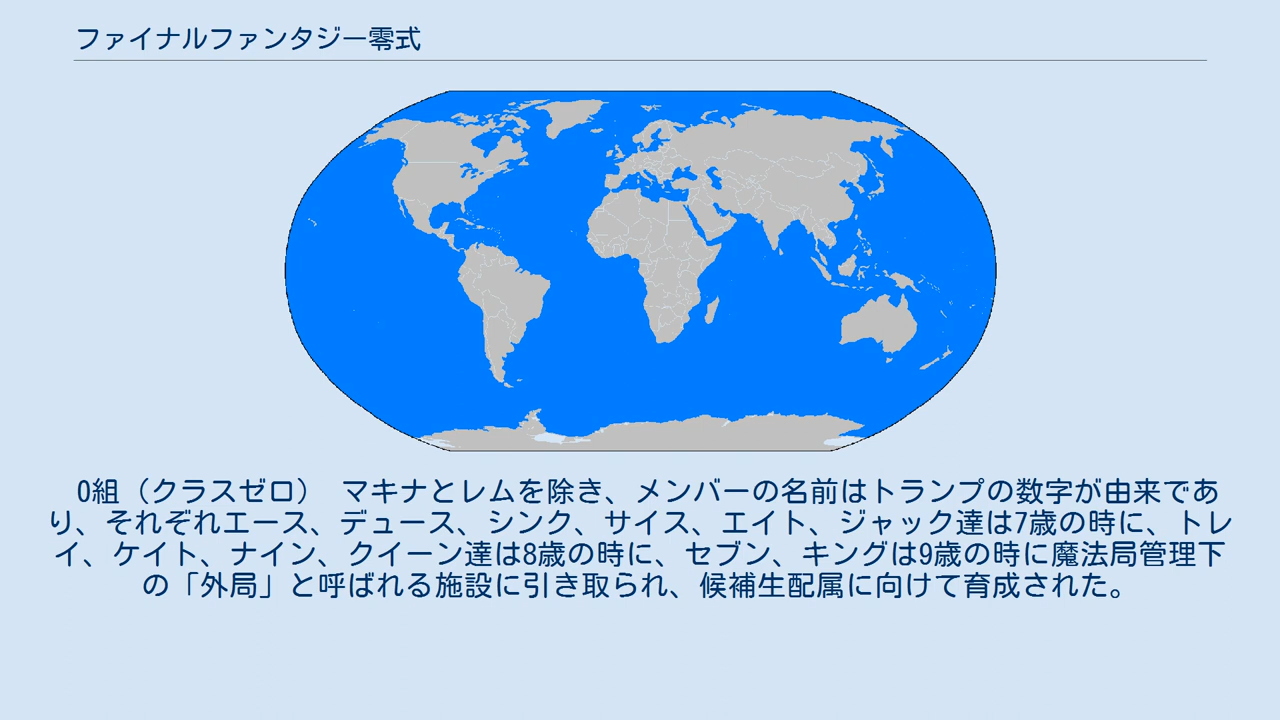 ファイナルファンタジー零式
0組（クラスゼロ）　マキナとレムを除き、メンバーの名前はトランプの数字が由来であ
り、それぞれエース、デュース、シンク、サイス、エイト、ジャック達は7歳の時に、トレ
イ、ケイト、ナイン、クイーン達は8歳の時に、セブン、キングは9歳の時に魔法局管理下
の「外局」と呼ばれる施設に引き取られ、候補生配属に向けて育成された。